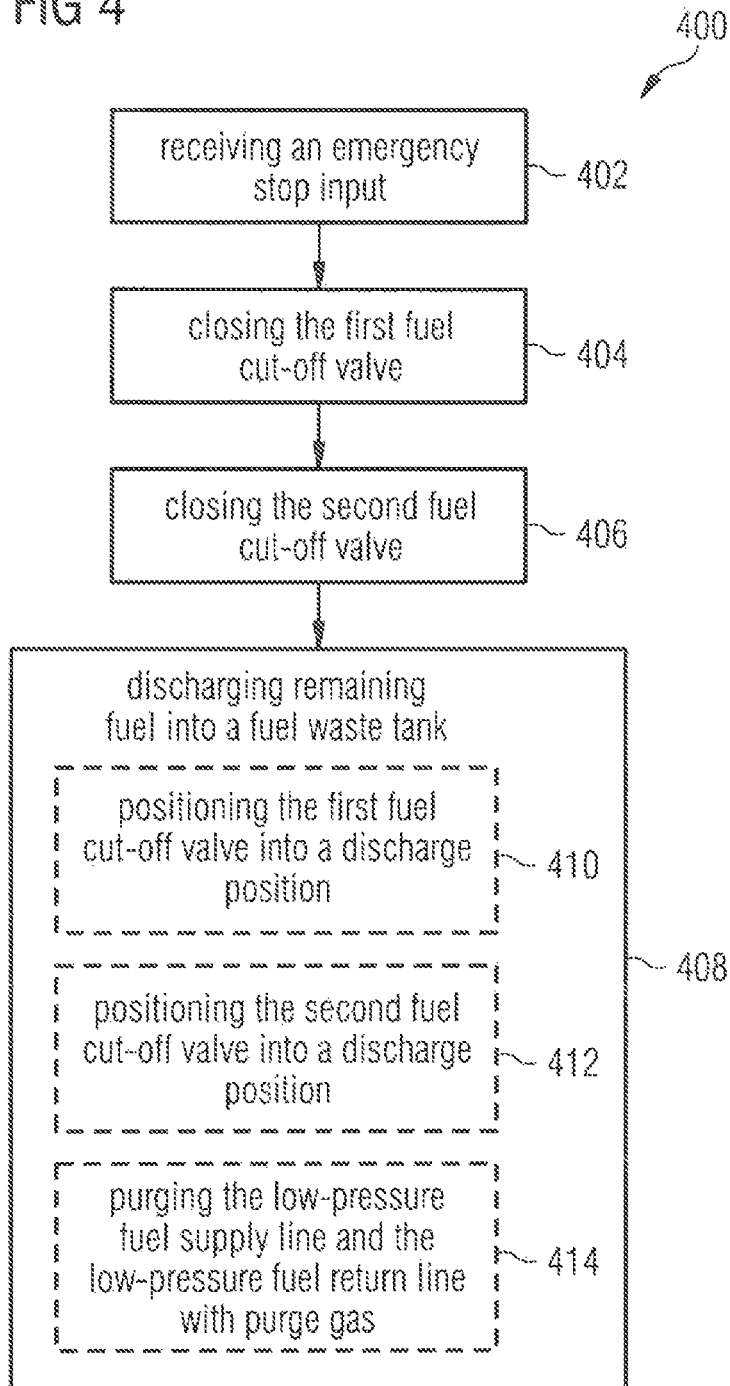 FIG 4
400
receiving an emergency
stop input
402
closing the first fuel
cut-off valve
404
closing the second fuel
cut-off valve
406
discharging remaining
fuel into a fuel waste tank
positioning the first fuel
cut-off valve into a discharge
position
410
408
positioning the second fuel
cut-off valve into a discharge
position
412
purging the low-pressure
fuel supply line and the
low-pressure fuel return line
with purge gas
414